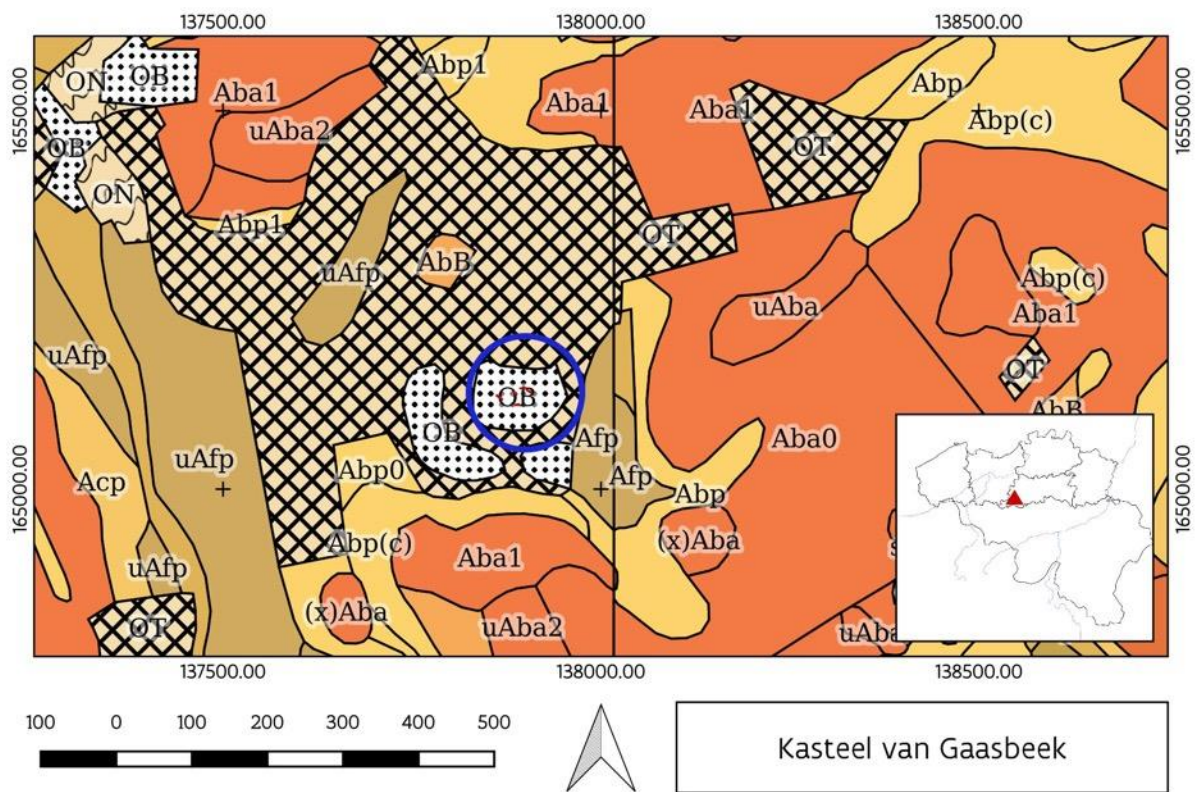 137500.00 138000.00 138500.00
165500.00 165500.00
ON OB Aba1 Abp1 Aba1 Aba1 Abp
uAba2 Abp(c)
OB OT
ON
Abp1 OT
uAfp AbB Abp(c)
uAba Aba1
uAfp OT
OB AbB
OB Afp Aba0
uAfp Abp0 Afp
Acp Abp
165000.00 165000.00
Abp(c) Aba1 (x)Aba
uAfp
(x)Aba uAba2 uAba
OT
137500.00 138000.00 138500.00
100 0 100 200 300 400 500
Kasteel van Gaasbeek